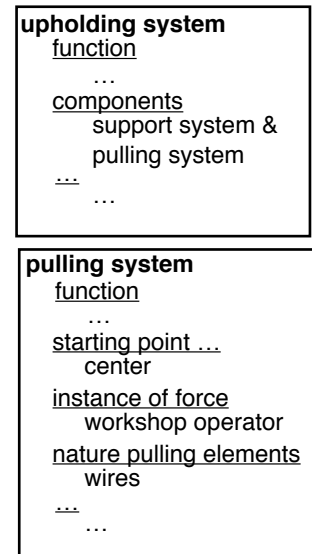 upholding system
function
…
components
support system &
pulling system
…
…
pulling system
function
…
starting point …
center
instance of force
workshop operator
nature pulling elements
wires
…
…